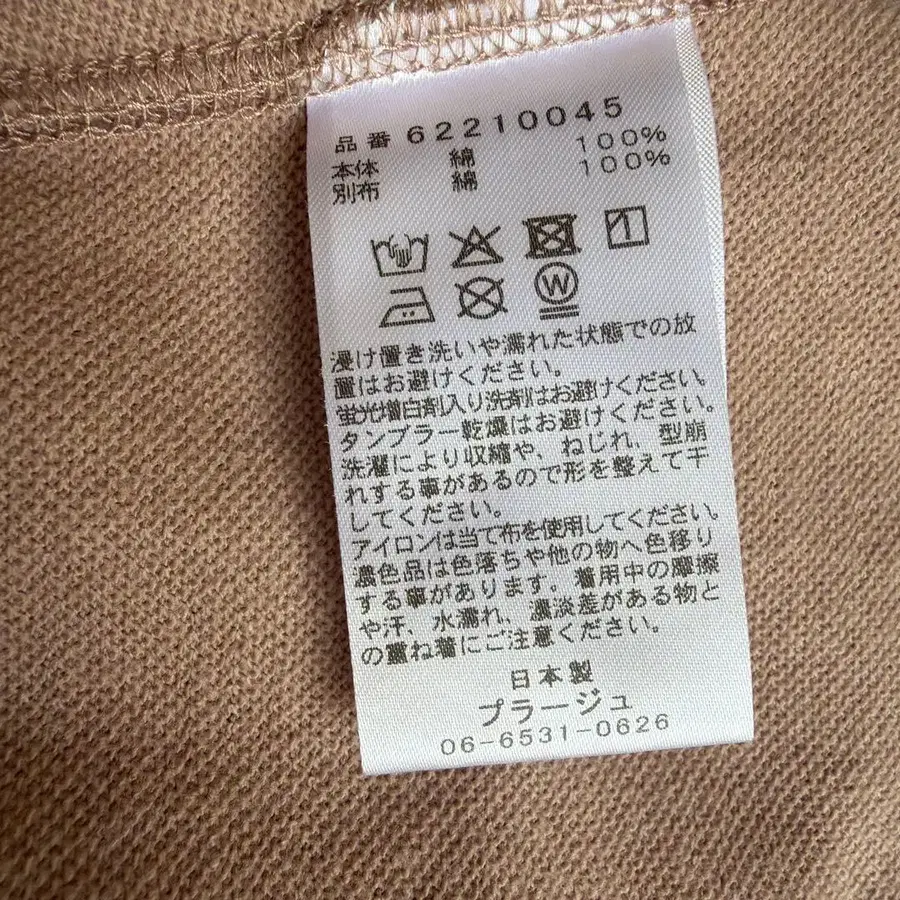 品番 62210045
本体 綿 100%
別布 綿 100%
W
浸け置き洗いや濡れた状態での放
置はお避けください。
蛍光増白剤入り洗剤はお避けください。
タンブラー乾燥はお避けください。
洗濯により収縮や、ねじれ、型崩
れする事があるので形を整えて干
してください。
アイロンは当て布を使用してください。
濃色品は色落ちや他の物へ色移り
する事があります。着用中の摩擦
や汗、水濡れ、濃淡差がある物と
の重ね着にご注意ください。
日本製
プラージュ
06-6531-0626